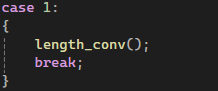 case 1:
{
    length_conv();
    break;
}